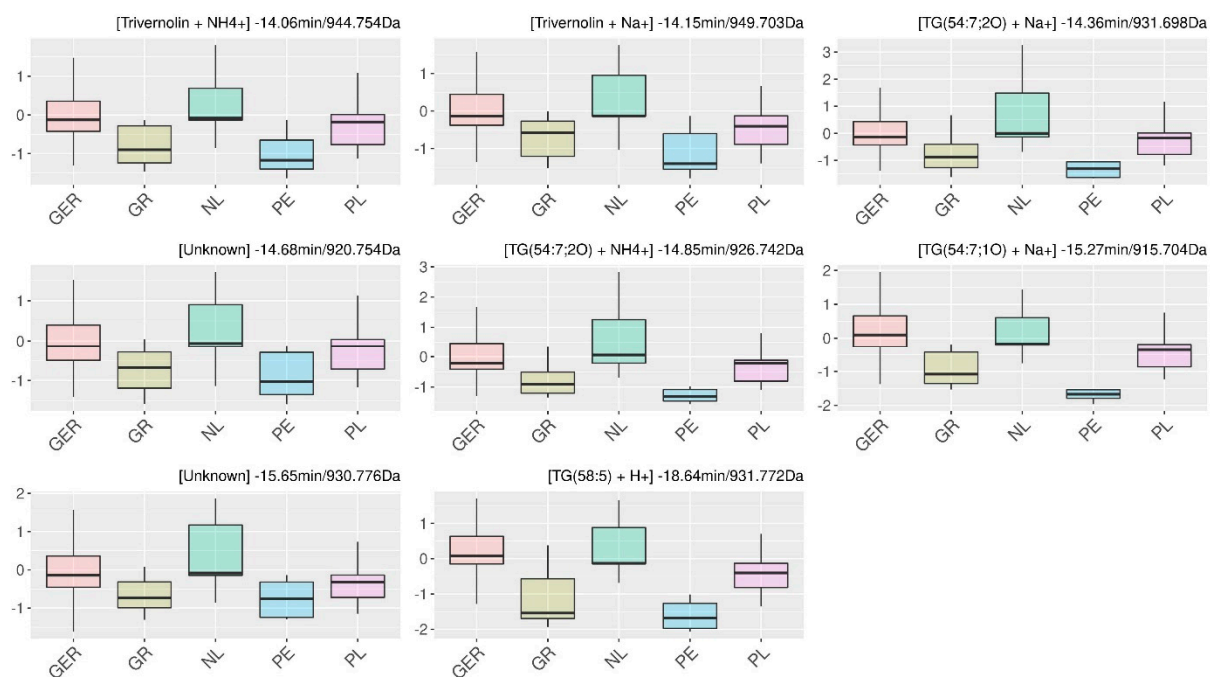 [Trivernolin + NH4+] -14.06min/944.754Da
1
0
-1
GER GR NL PE PL
[Trivernolin + Na+] -14.15min/949.703Da
1
0
-1
GER GR NL PE PL
[TG(54:7;2O) + Na+] -14.36min/931.698Da
3
2
1
0
-1
GER GR NL PE PL
[Unknown] -14.68min/920.754Da
1
0
-1
GER GR NL PE PL
[TG(54:7;2O) + NH4+] -14.85min/926.742Da
3
2
1
0
-1
GER GR NL PE PL
[TG(54:7;1O) + Na+] -15.27min/915.704Da
2
1
0
-1
-2
GER GR NL PE PL
[Unknown] -15.65min/930.776Da
2
1
0
-1
GER GR NL PE PL
[TG(58:5) + H+] -18.64min/931.772Da
1
0
-1
-2
GER GR NL PE PL